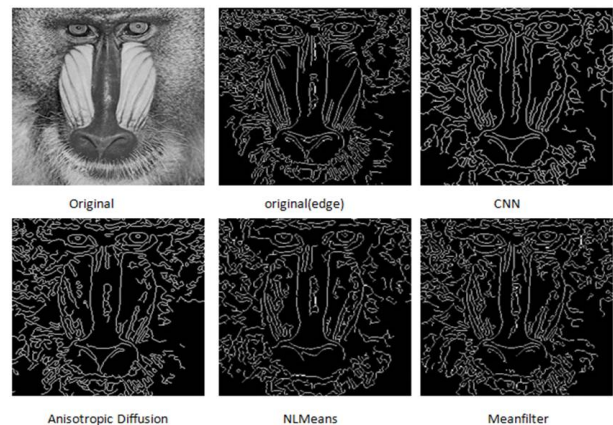 Original
original(edge)
CNN
Anisotropic Diffusion
NLMeans
Meanfilter